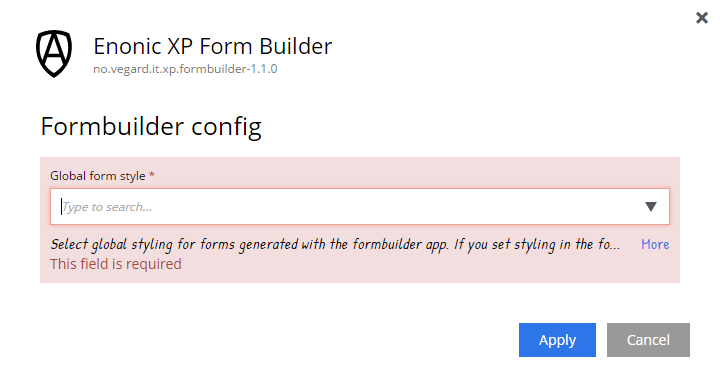 Enonic XP Form Builder
no.vegard.it.xp.formbuilder-1.1.0
Formbuilder config
Global form style *
Type to search...
Select global styling for forms generated with the formbuilder app. If you set styling in the fo... More
This field is required
Apply Cancel